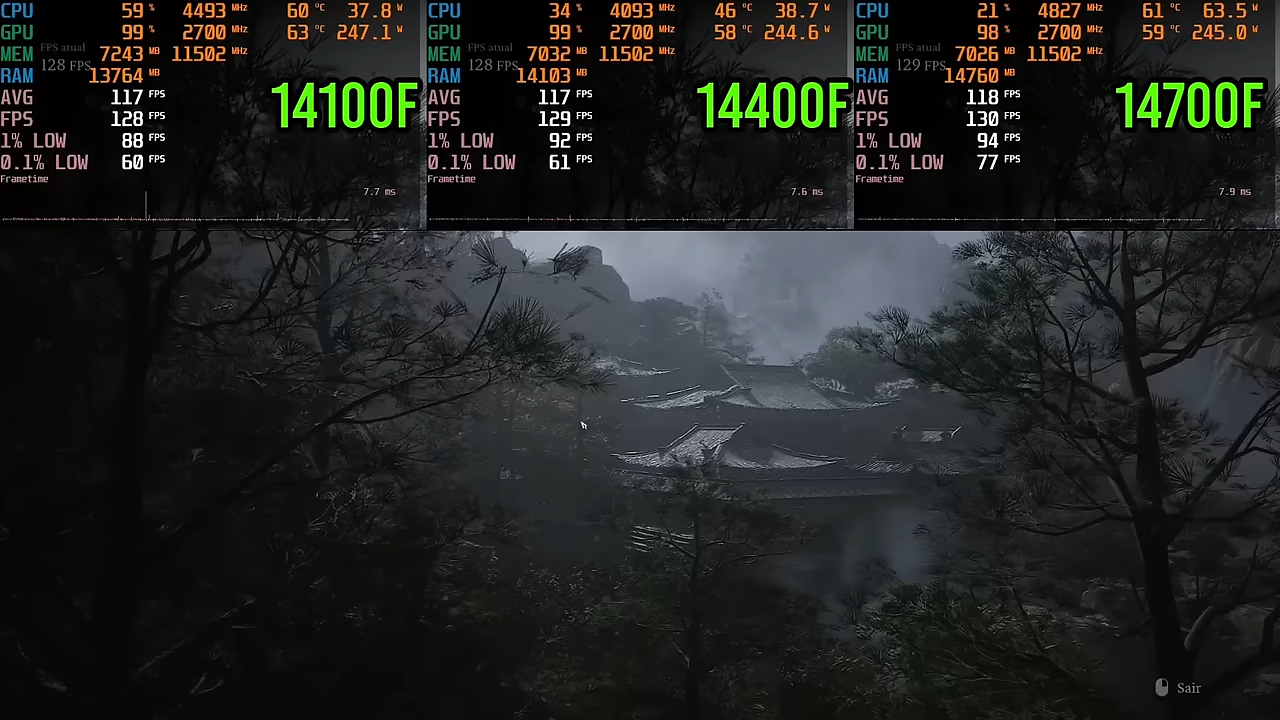 CPU 59 % 4493 MHz 60 °C 37.8 W
GPU 99 % 2700 MHz 63 °C 247.1 W
MEM 7243 MB 11502 MHz
RAM 13764 MB
FPS atual
128 FPS
AVG 117 FPS
FPS 128 FPS
1% LOW 88 FPS
0.1% LOW 60 FPS
Frametime
7.7 ms
14100F
CPU 34 % 4093 MHz 46 °C 38.7 W
GPU 99 % 2700 MHz 58 °C 244.6 W
MEM 7032 MB 11502 MHz
RAM 14103 MB
FPS atual
128 FPS
AVG 117 FPS
FPS 129 FPS
1% LOW 92 FPS
0.1% LOW 61 FPS
Frametime
7.6 ms
14400F
CPU 21 % 4827 MHz 61 °C 63.5 W
GPU 98 % 2700 MHz 59 °C 245.0 W
MEM 7026 MB 11502 MHz
RAM 14760 MB
FPS atual
129 FPS
AVG 118 FPS
FPS 130 FPS
1% LOW 94 FPS
0.1% LOW 77 FPS
Frametime
7.9 ms
14700F
Sair